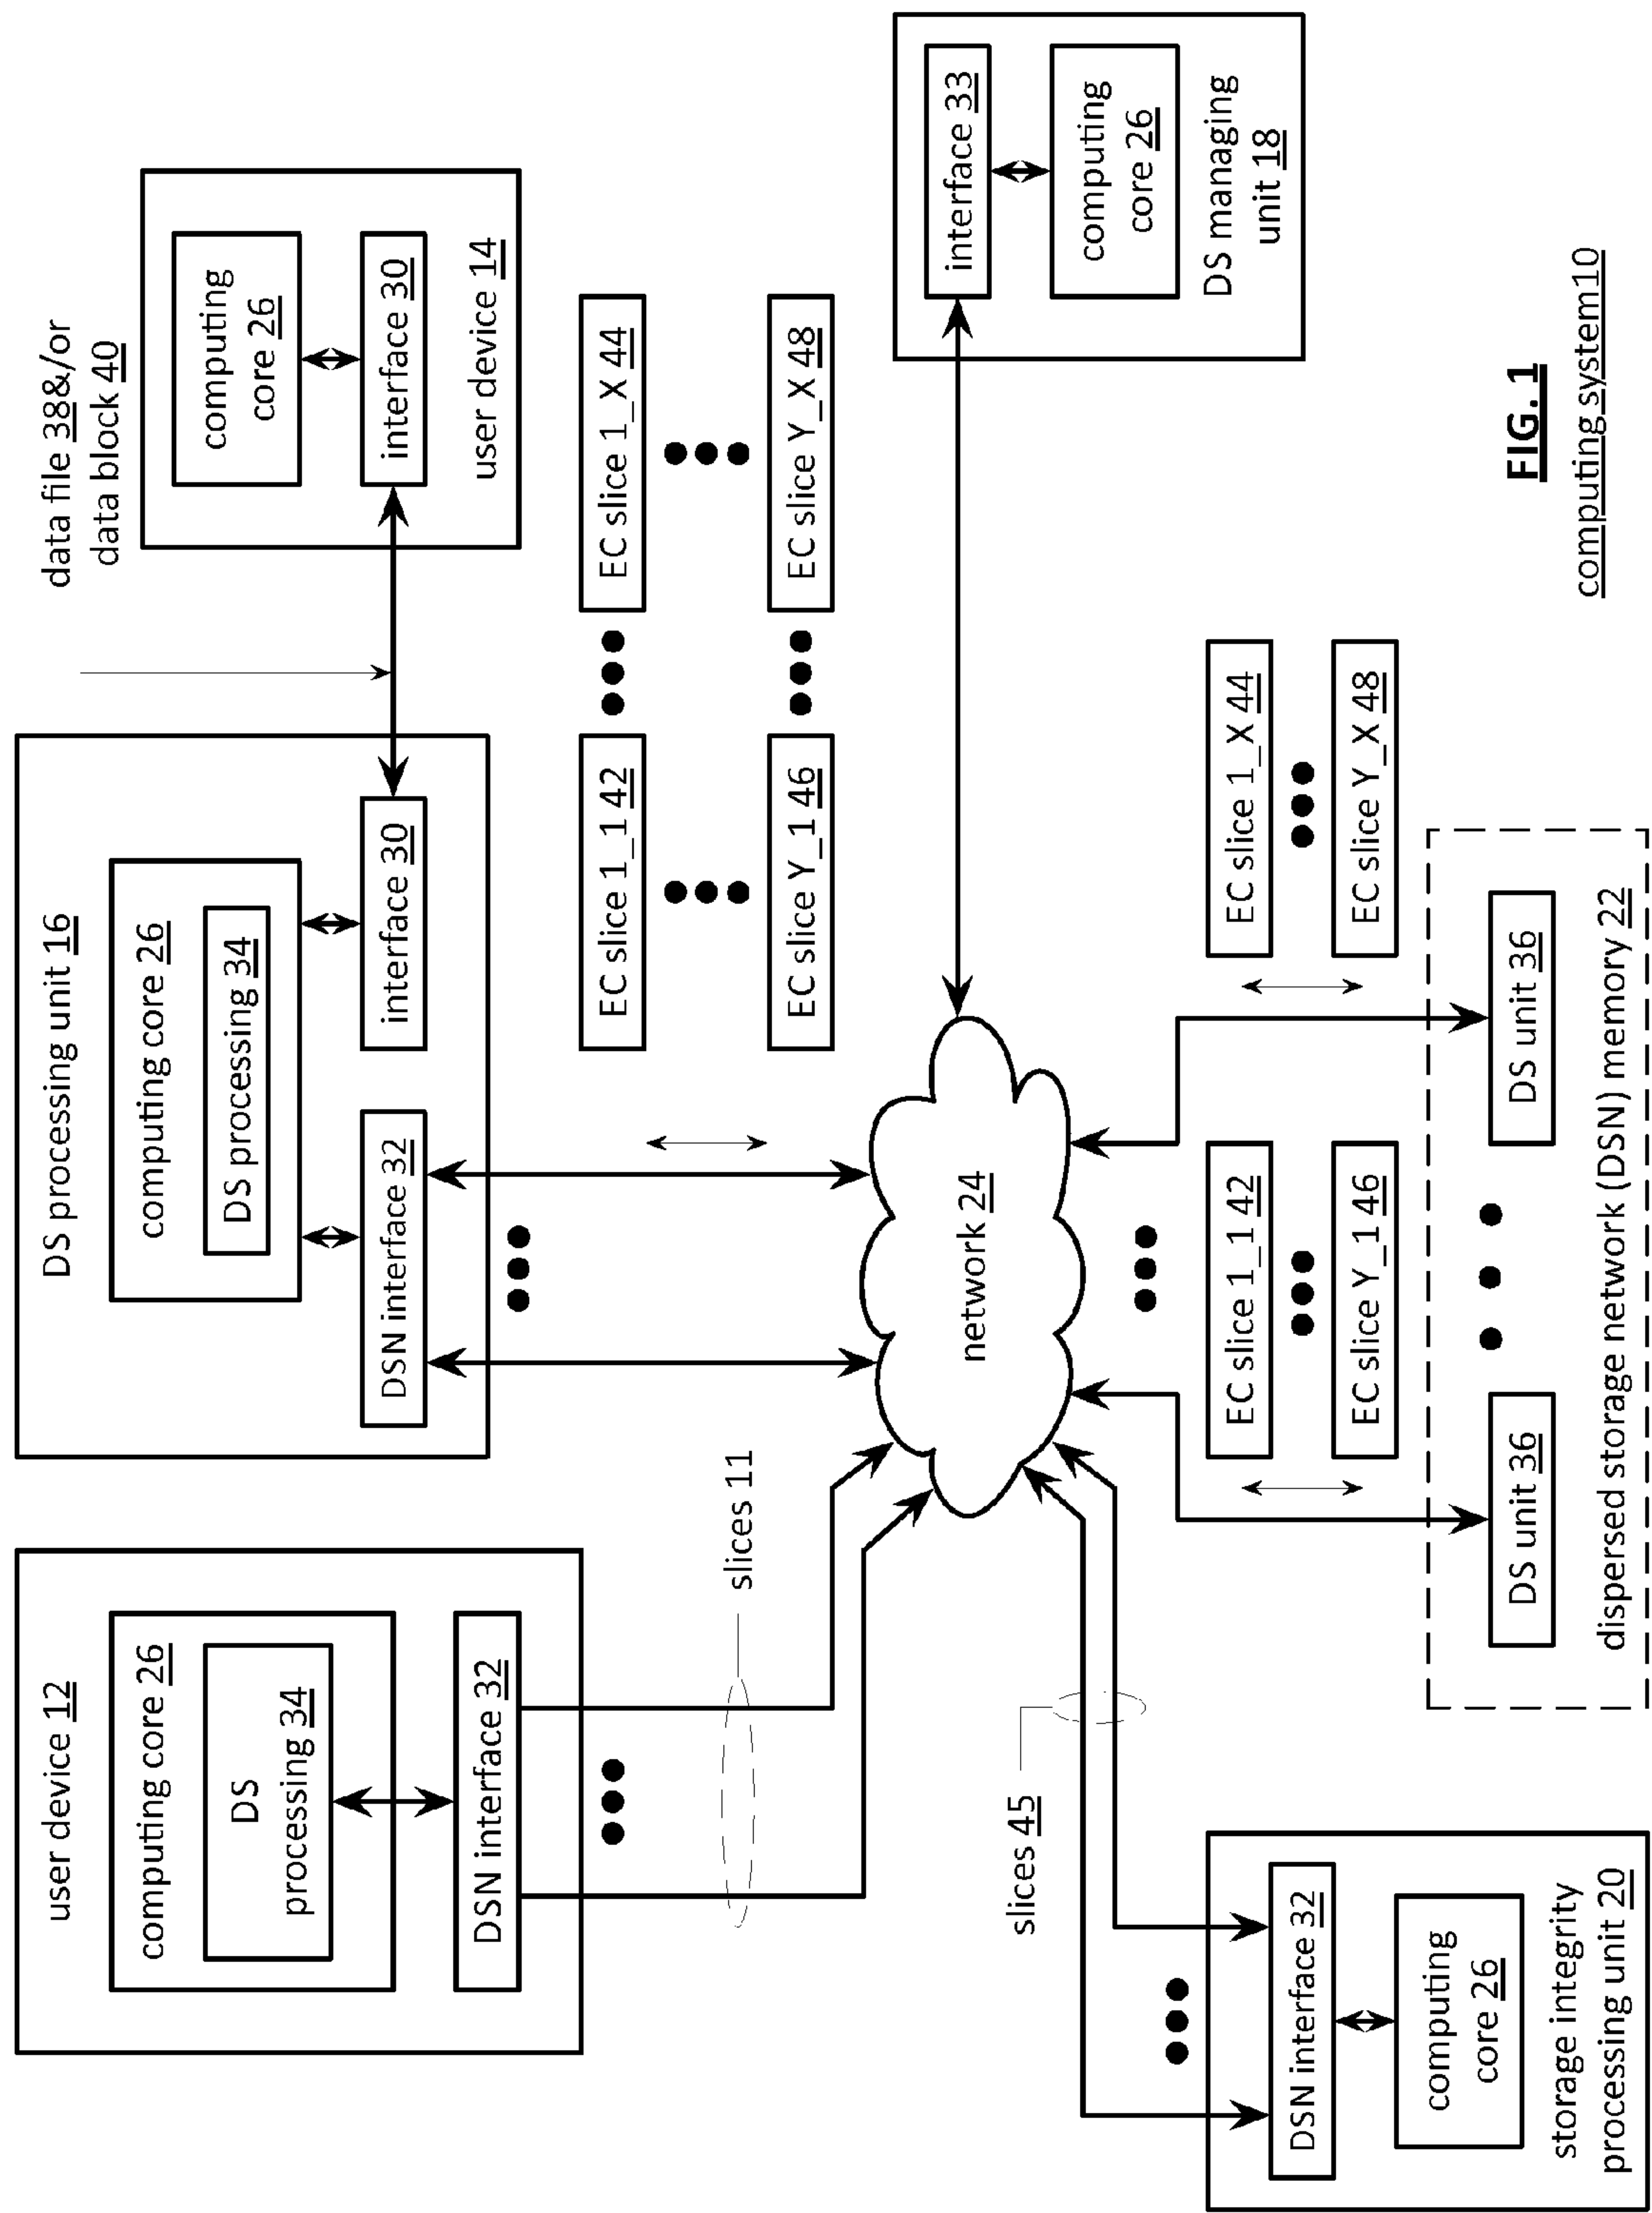 user device 12
computing core 26
DS
processing 34
DSN interface 32
slices 11
DS processing unit 16
computing core 26
DS processing 34
DSN interface 32
interface 30
data file 38&/or
data block 40
computing
core 26
interface 30
user device 14
EC slice 1_1 42
EC slice 1_X 44
EC slice Y_1 46
EC slice Y_X 48
network 24
interface 33
computing
core 26
DS managing
unit 18
slices 45
DSN interface 32
computing
core 26
storage integrity
processing unit 20
EC slice 1_1 42
EC slice Y_1 46
EC slice 1_X 44
EC slice Y_X 48
DS unit 36
DS unit 36
dispersed storage network (DSN) memory 22
FIG. 1
computing system10